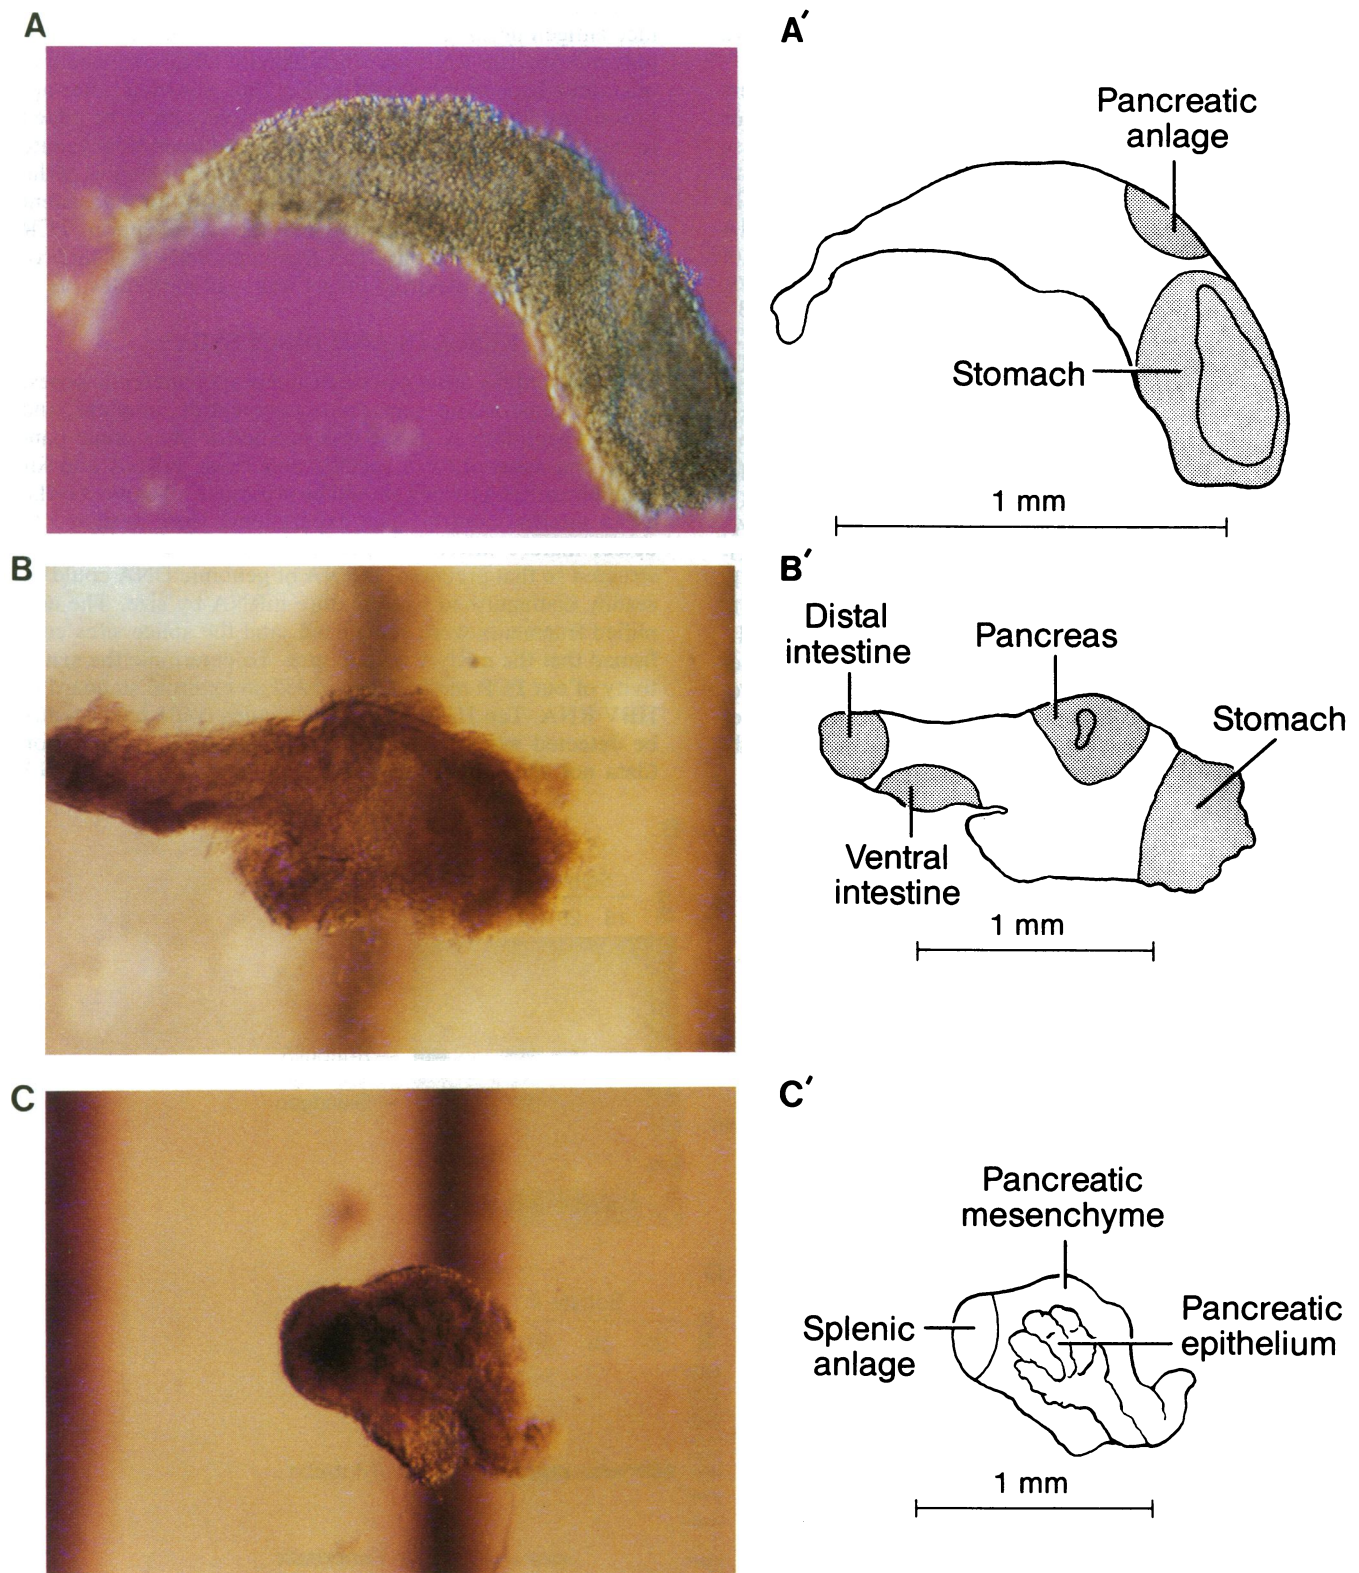 A
A′
Pancreatic
anlage
Stomach
1 mm
B
B′
Distal
intestine
Pancreas
Stomach
Ventral
intestine
1 mm
C
C′
Pancreatic
mesenchyme
Splenic
anlage
Pancreatic
epithelium
1 mm